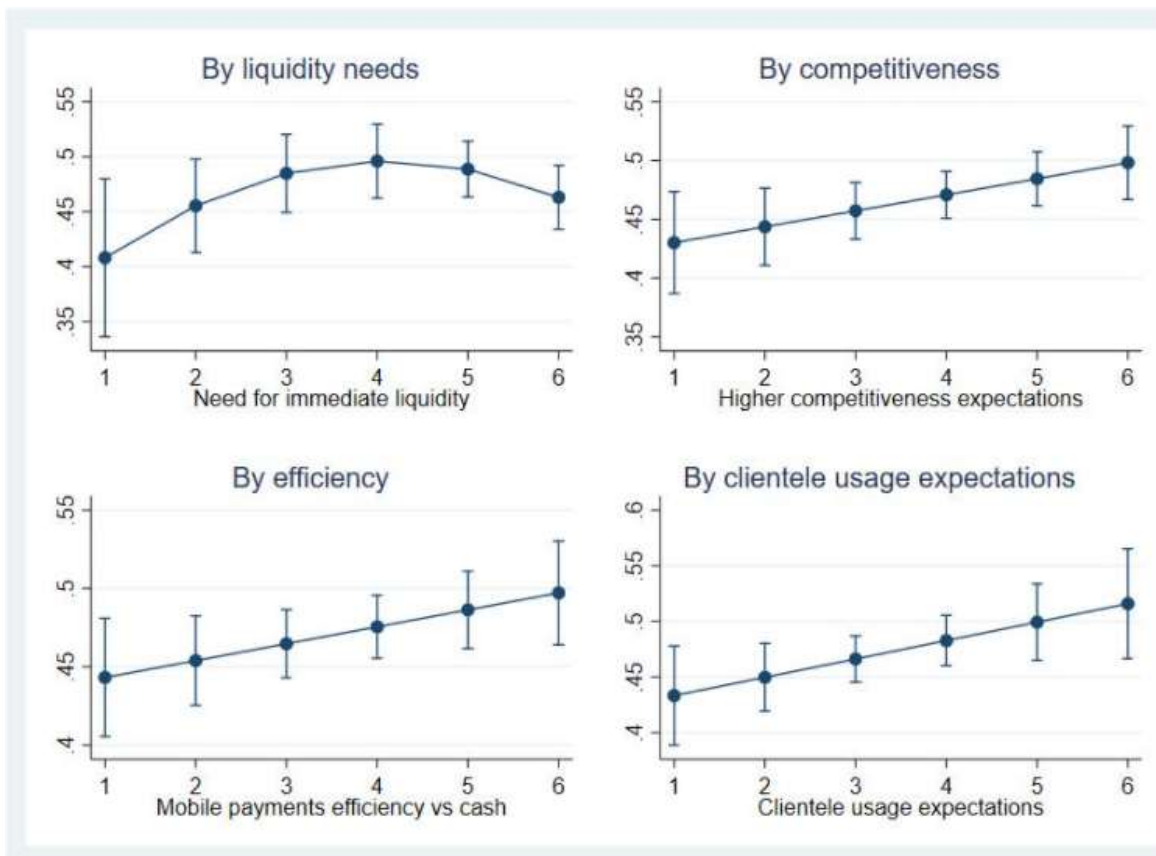 By liquidity needs
.55
.5
.45
.4
.35
1 2 3 4 5 6
Need for immediate liquidity
By competitiveness
.55
.5
.45
.4
.35
1 2 3 4 5 6
Higher competitiveness expectations
By efficiency
.55
.5
.45
.4
1 2 3 4 5 6
Mobile payments efficiency vs cash
By clientele usage expectations
.6
.55
.5
.45
.4
1 2 3 4 5 6
Clientele usage expectations